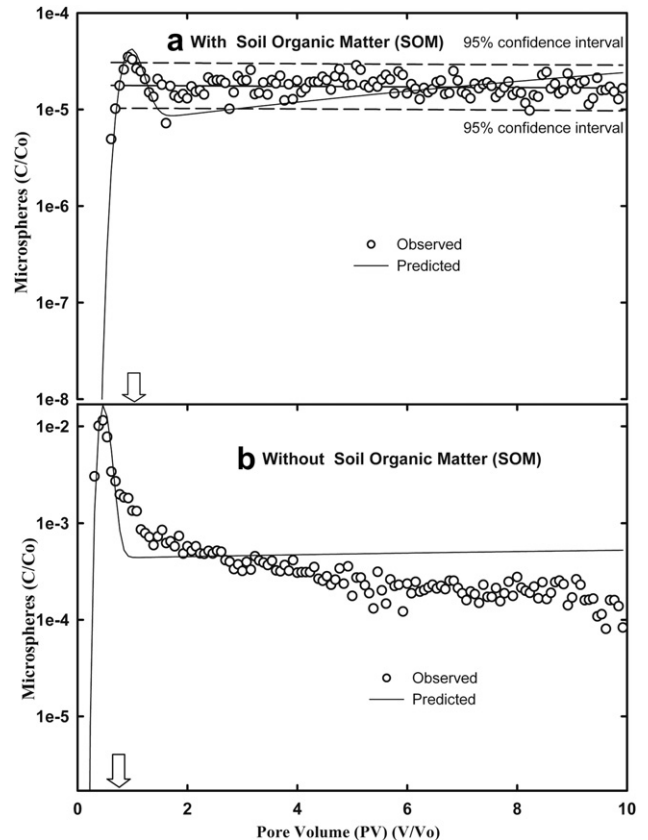 1e-4
a With Soil Organic Matter (SOM)
95% confidence interval
1e-5
95% confidence interval
1e-6
Microspheres (C/Co)
Observed
Predicted
1e-7
1e-8
1e-2
b Without Soil Organic Matter (SOM)
1e-3
Microspheres (C/Co)
1e-4
Observed
Predicted
1e-5
0 2 4 6 8 10
Pore Volume (PV) (V/Vo)